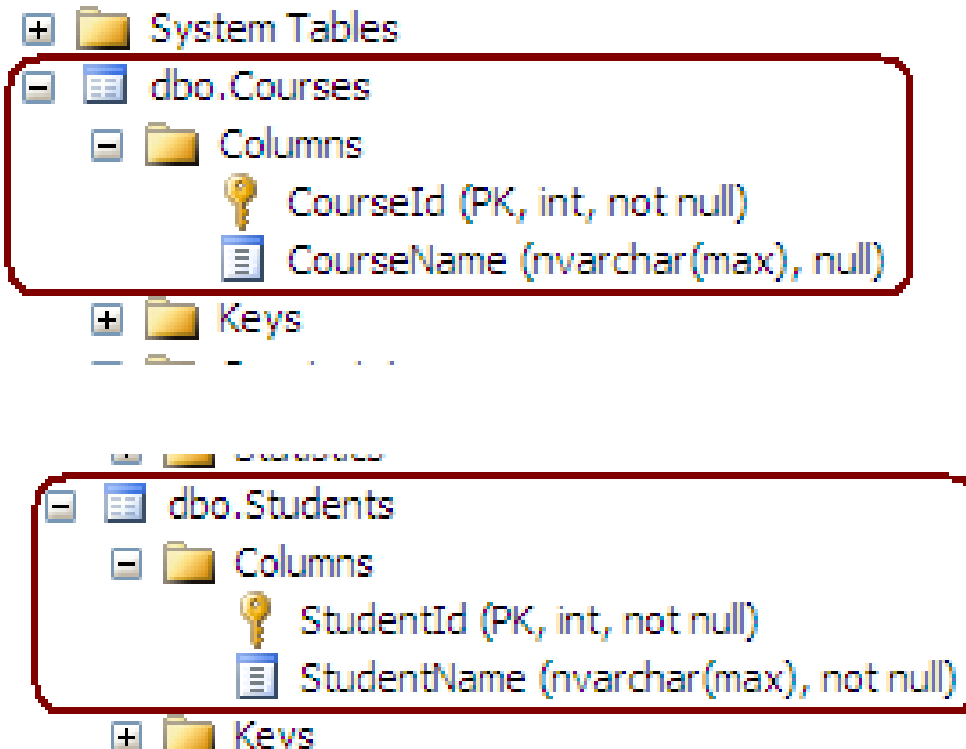 System Tables
dbo.Courses
Columns
CourseId (PK, int, not null)
CourseName (nvarchar(max), null)
Keys
dbo.Students
Columns
StudentId (PK, int, not null)
StudentName (nvarchar(max), not null)
Keys